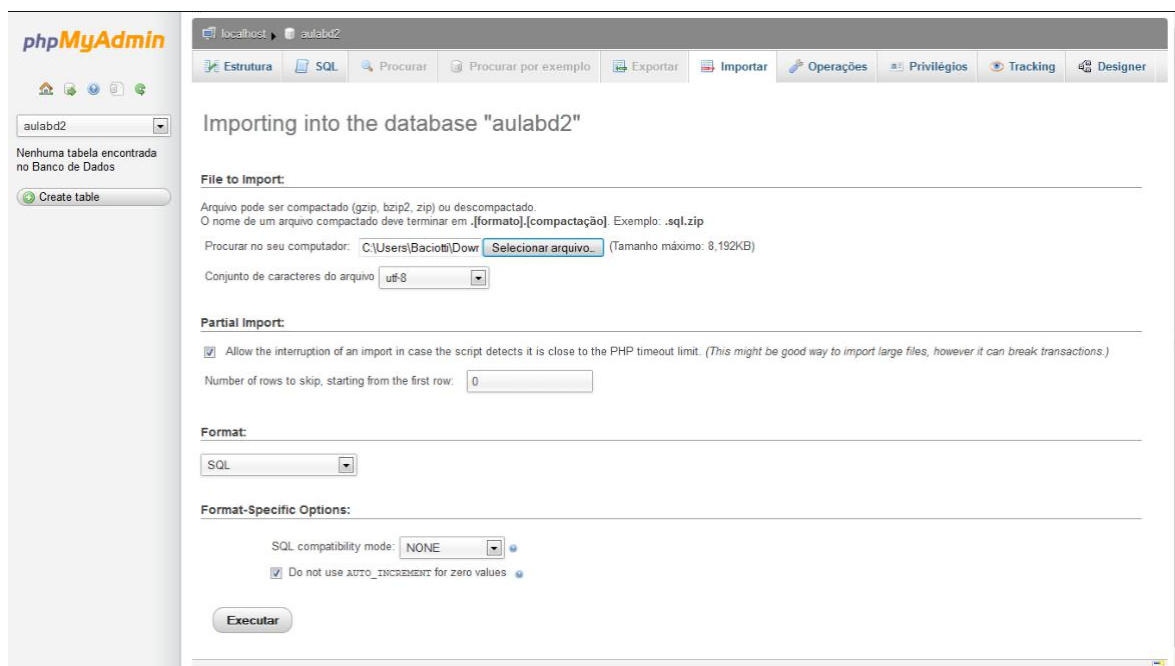 phpMyAdmin
aulabd2
Nenhuma tabela encontrada
no Banco de Dados
Create table
localhost aulabd2
Estrutura SQL Procurar Procurar por exemplo Exportar Importar Operações Privilégios Tracking Designer
Importing into the database "aulabd2"
File to Import:
Arquivo pode ser compactado (gzip, bzip2, zip) ou descompactado.
O nome de um arquivo compactado deve terminar em .[formato].[compactação]. Exemplo: .sql.zip
Procurar no seu computador: C:\Users\Baciotti\Dowr Selecionar arquivo... (Tamanho máximo: 8,192KB)
Conjunto de caracteres do arquivo utf-8
Partial Import:
Allow the interruption of an import in case the script detects it is close to the PHP timeout limit. (This might be good way to import large files, however it can break transactions.)
Number of rows to skip, starting from the first row: 0
Format:
SQL
Format-Specific Options:
SQL compatibility mode: NONE
Do not use AUTO_INCREMENT for zero values
Executar